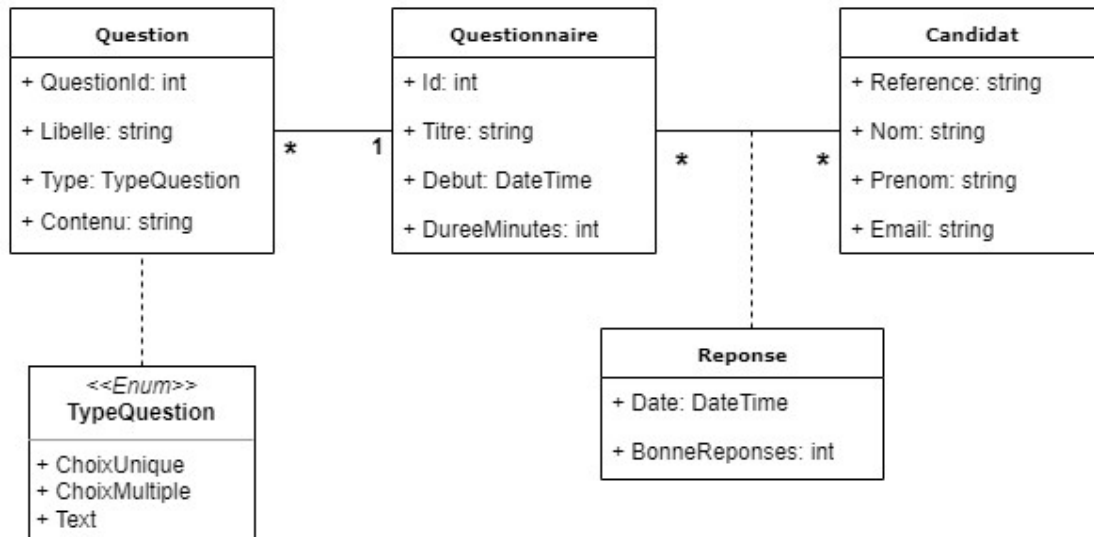 Question
+ QuestionId: int
+ Libelle: string
+ Type: TypeQuestion
+ Contenu: string
*
1
Questionnaire
+ Id: int
+ Titre: string
+ Debut: DateTime
+ DureeMinutes: int
*
*
Candidat
+ Reference: string
+ Nom: string
+ Prenom: string
+ Email: string
<<Enum>>
TypeQuestion
+ ChoixUnique
+ ChoixMultiple
+ Text
Reponse
+ Date: DateTime
+ BonneReponses: int